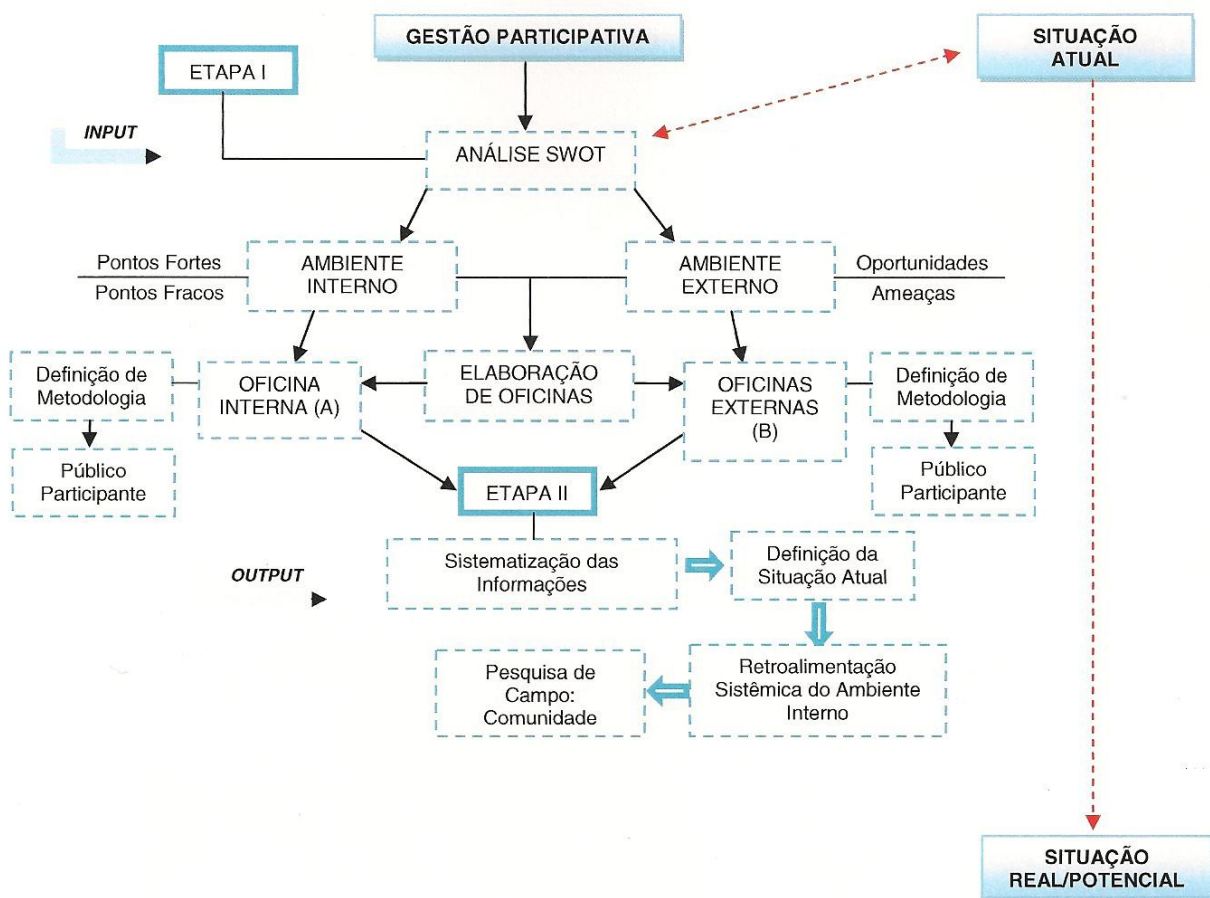 GESTÃO PARTICIPATIVA
SITUAÇÃO
ATUAL
ETAPA I
INPUT
ANÁLISE SWOT
Pontos Fortes
Pontos Fracos
AMBIENTE
INTERNO
AMBIENTE
EXTERNO
Oportunidades
Ameaças
Definição de
Metodologia
OFICINA
INTERNA (A)
ELABORAÇÃO
DE OFICINAS
OFICINAS
EXTERNAS
(B)
Definição de
Metodologia
Público
Participante
ETAPA II
Público
Participante
OUTPUT
Sistematização das
Informações
Definição da
Situação Atual
Pesquisa de
Campo:
Comunidade
Retroalimentação
Sistêmica do Ambiente
Interno
SITUAÇÃO
REAL/POTENCIAL